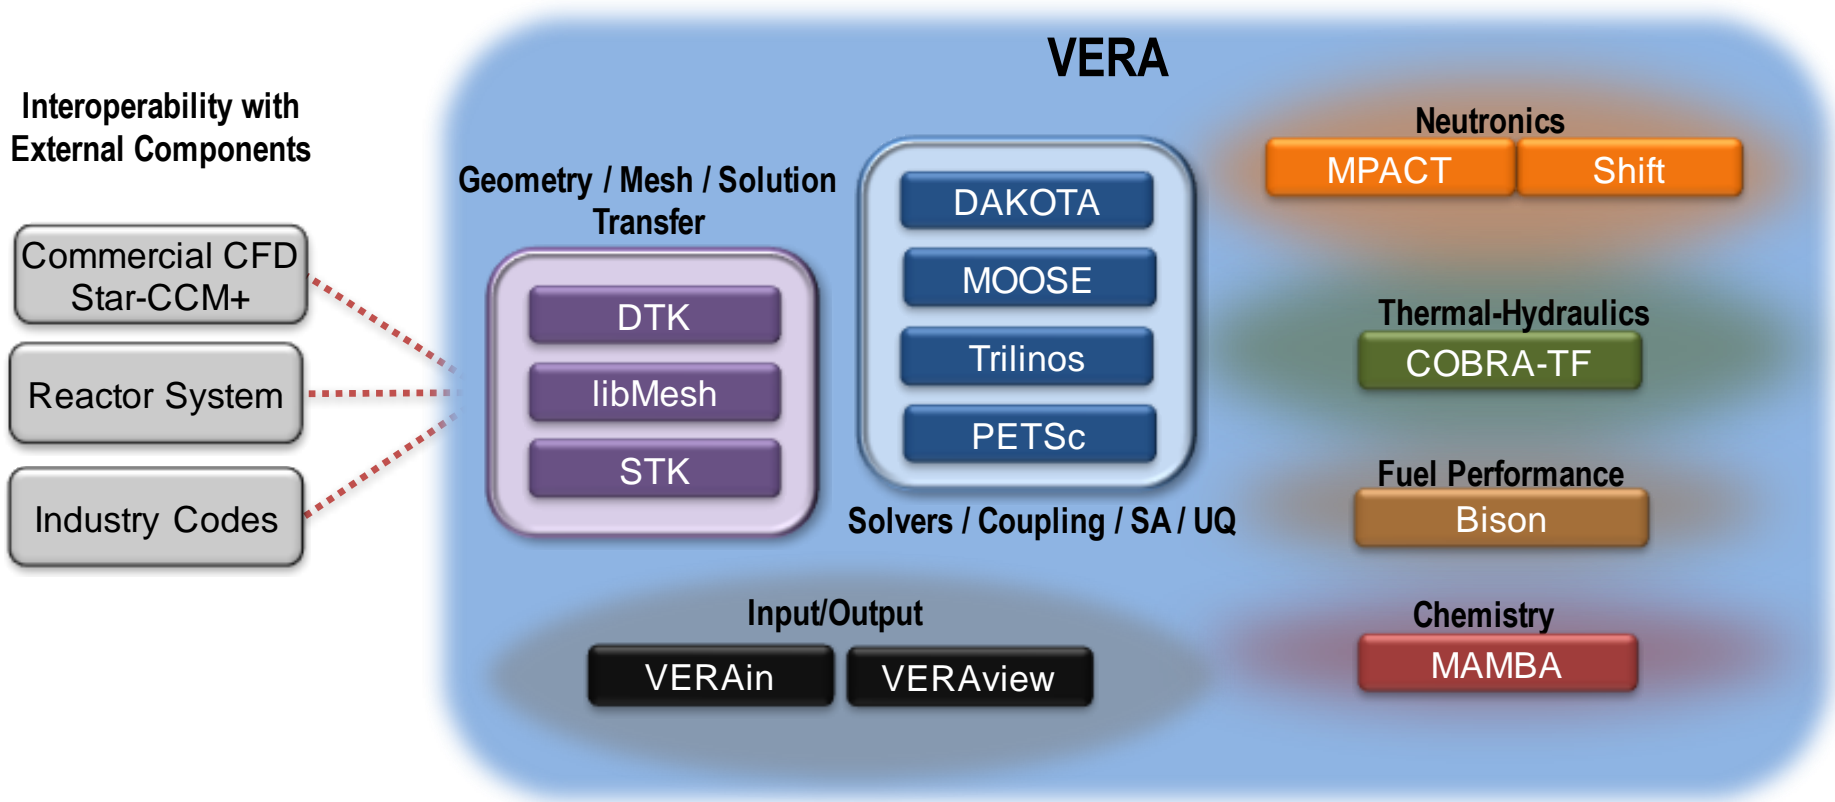 VERA
Interoperability with
External Components
Commercial CFD
Star-CCM+
Reactor System
Industry Codes
Geometry / Mesh / Solution
Transfer
DTK
libMesh
STK
DAKOTA
MOOSE
Trilinos
PETSc
Solvers / Coupling / SA / UQ
Input/Output
VERAin
VERAview
Neutronics
MPACT
Shift
Thermal-Hydraulics
COBRA-TF
Fuel Performance
Bison
Chemistry
MAMBA